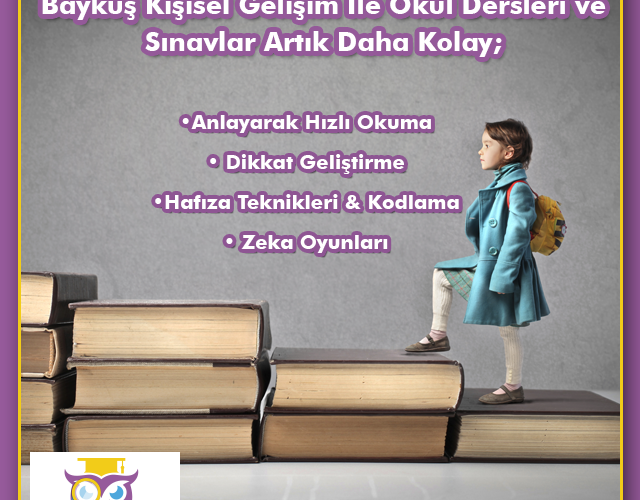 Baykuş Kişisel Gelişim İle Okul Dersleri ve
Sınavlar Artık Daha Kolay;
•Anlayarak Hızlı Okuma
• Dikkat Geliştirme
•Hafıza Teknikleri & Kodlama
• Zeka Oyunları